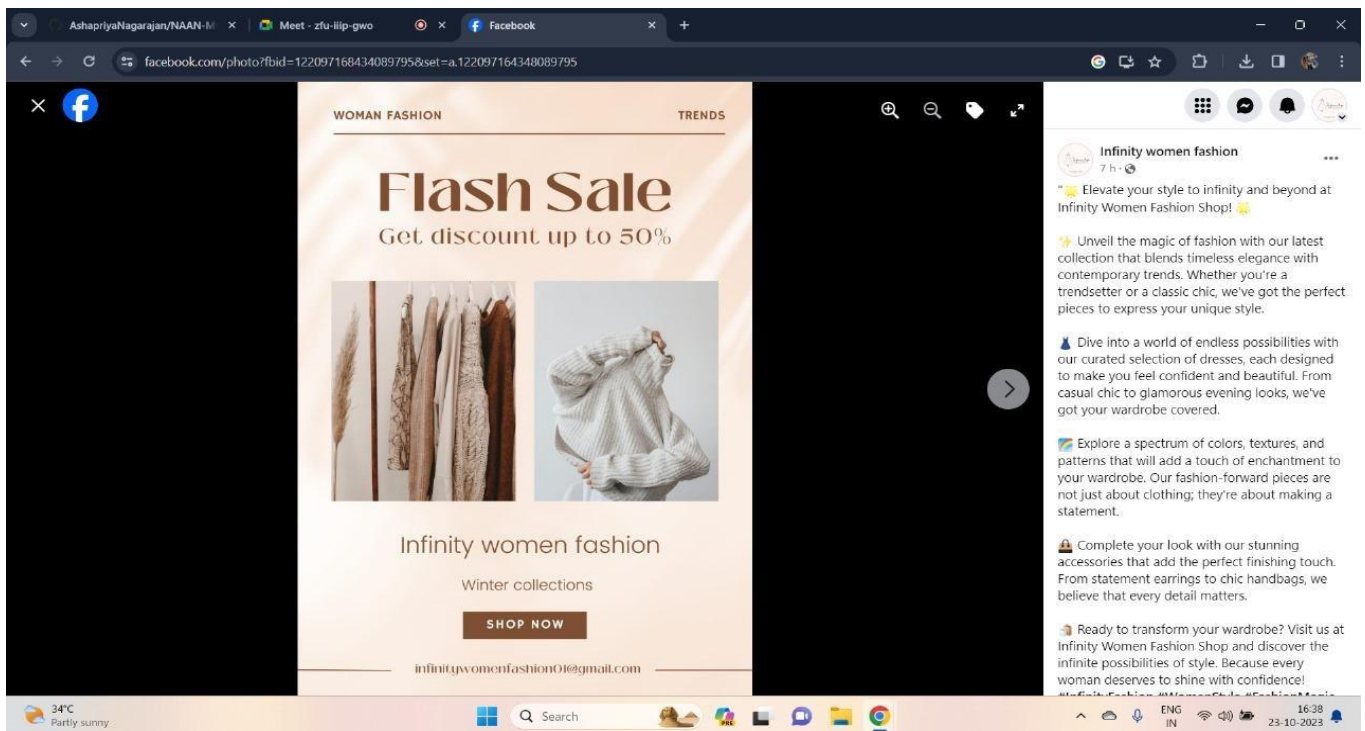 AshapriyaNagarajan/NAAN-M
Meet - zfu-iiip-gwo
Facebook
facebook.com/photo?fbid=122097168434089795&set=a.122097164348089795
WOMAN FASHION
TRENDS
Flash Sale
Get discount up to 50%
Infinity women fashion
Winter collections
SHOP NOW
infinitywomenfashion01@gmail.com
Infinity women fashion
7 h ·
"🌟 Elevate your style to infinity and beyond at
Infinity Women Fashion Shop! 🌟
✨ Unveil the magic of fashion with our latest
collection that blends timeless elegance with
contemporary trends. Whether you're a
trendsetter or a classic chic, we've got the perfect
pieces to express your unique style.
👗 Dive into a world of endless possibilities with
our curated selection of dresses, each designed
to make you feel confident and beautiful. From
casual chic to glamorous evening looks, we've
got your wardrobe covered.
🌈 Explore a spectrum of colors, textures, and
patterns that will add a touch of enchantment to
your wardrobe. Our fashion-forward pieces are
not just about clothing; they're about making a
statement.
👜 Complete your look with our stunning
accessories that add the perfect finishing touch.
From statement earrings to chic handbags, we
believe that every detail matters.
🛍️ Ready to transform your wardrobe? Visit us at
Infinity Women Fashion Shop and discover the
infinite possibilities of style. Because every
woman deserves to shine with confidence!
#InfinityFashion #WomenStyle #FashionMagic
34°C
Partly sunny
Search
ENG
IN
16:38
23-10-2023